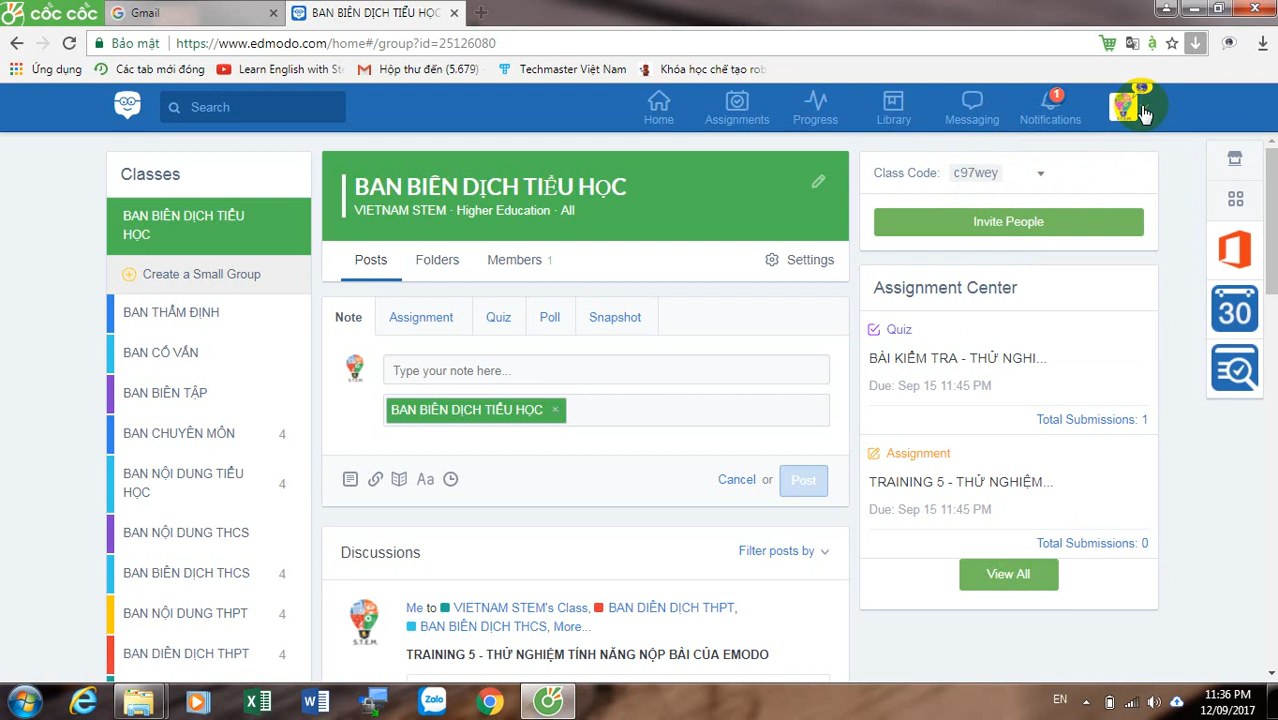 cốc cốc
Gmail ×
BAN BIÊN DỊCH TIỂU HỌC ×
Bảo mật
https://www.edmodo.com/home#/group?id=25126080
Ứng dụng
Các tab mới đóng
Learn English with Ste
Hộp thư đến (5.679)
Techmaster Việt Nam
Khóa học chế tạo rob
Search
Home
Assignments
Progress
Library
Messaging
1
Notifications
Classes
BAN BIÊN DỊCH TIỂU
HỌC
Create a Small Group
BAN THẨM ĐỊNH
BAN CỐ VẤN
BAN BIÊN TẬP
BAN CHUYÊN MÔN 4
BAN NỘI DUNG TIỂU
HỌC 4
BAN NỘI DUNG THCS
BAN BIÊN DỊCH THCS 4
BAN NỘI DUNG THPT 4
BAN DIÊN DỊCH THPT 4
BAN BIÊN DỊCH TIỂU HỌC
VIETNAM STEM · Higher Education · All
Posts
Folders
Members 1
Settings
Note
Assignment
Quiz
Poll
Snapshot
Type your note here...
BAN BIÊN DỊCH TIỂU HỌC ×
Aa
Cancel or Post
Discussions
Filter posts by
Me to VIETNAM STEM's Class, BAN DIÊN DỊCH THPT,
BAN BIÊN DỊCH THCS, More...
S.T.E.M.
TRAINING 5 - THỬ NGHIỆM TÍNH NĂNG NỘP BÀI CỦA EMODO
Class Code: c97wey
Invite People
Assignment Center
Quiz
BÀI KIỂM TRA - THỬ NGHI...
Due: Sep 15 11:45 PM
Total Submissions: 1
Assignment
TRAINING 5 - THỬ NGHIỆM...
Due: Sep 15 11:45 PM
Total Submissions: 0
View All
30
Zalo
EN
11:36 PM
12/09/2017